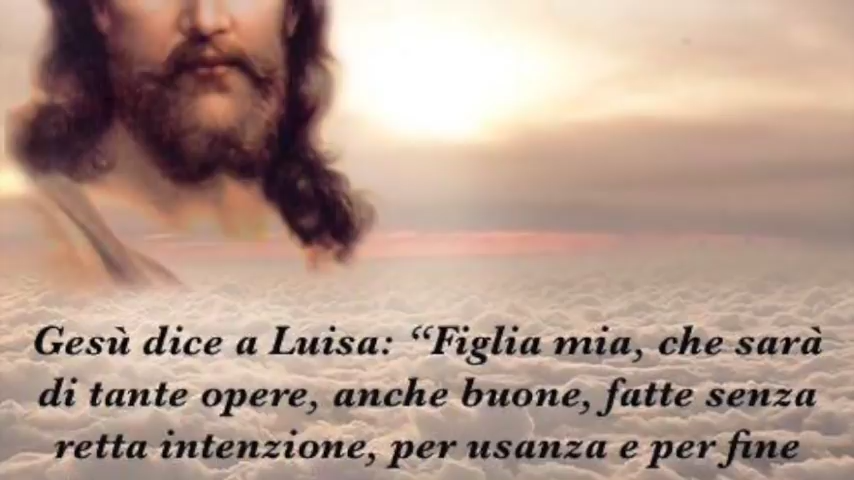 Gesù dice a Luisa: “Figlia mia, che sarà
di tante opere, anche buone, fatte senza
retta intenzione, per usanza e per fine